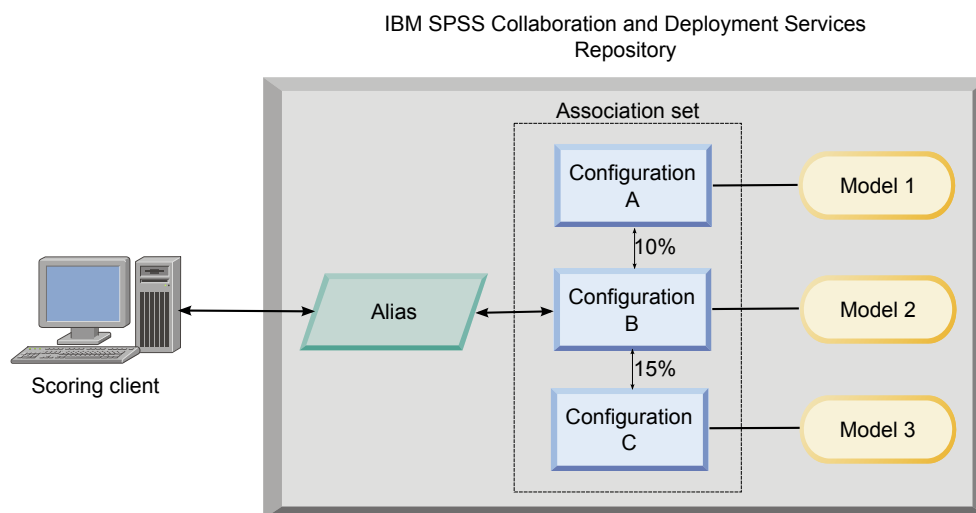 IBM SPSS Collaboration and Deployment Services
Repository
Association set
Configuration
A
Model 1
10%
Scoring client
Alias
Configuration
B
Model 2
15%
Configuration
C
Model 3